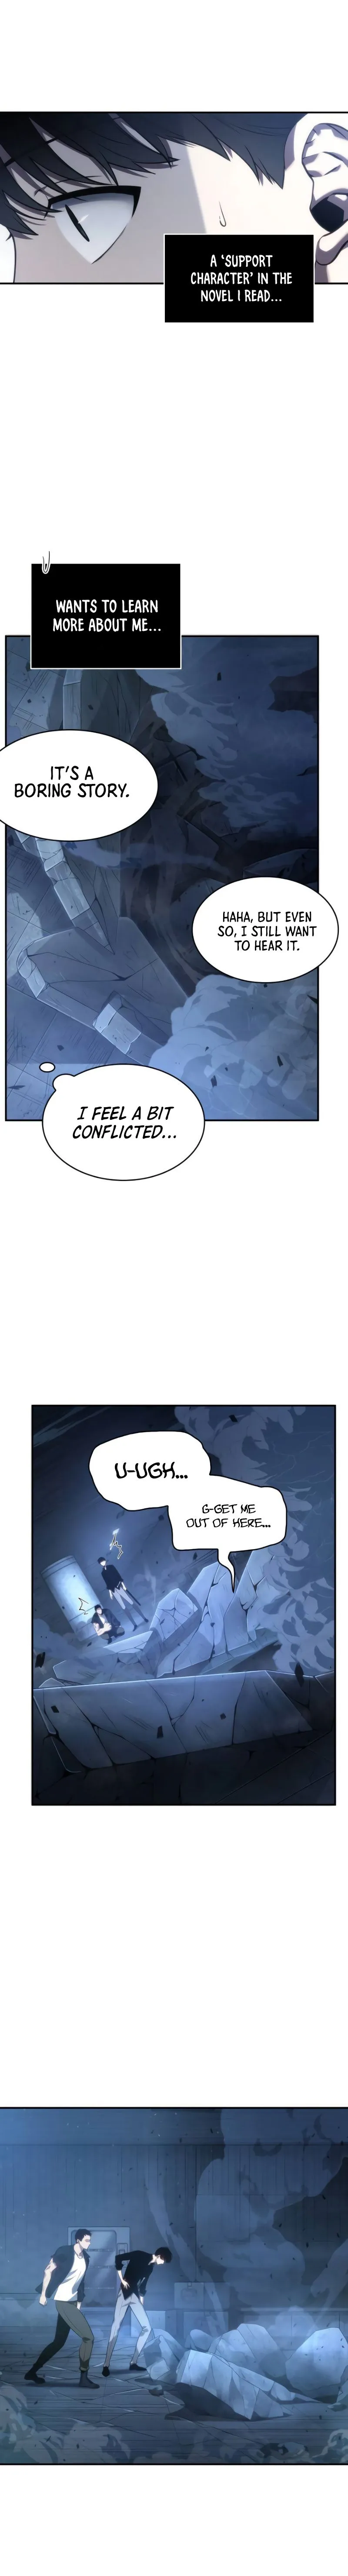 A 'SUPPORT
CHARACTER' IN THE
NOVEL I READ...
WANTS TO LEARN
MORE ABOUT ME...
IT'S A
BORING STORY.
HAHA, BUT EVEN
SO, I STILL WANT
TO HEAR IT.
I FEEL A BIT
CONFLICTED...
U-UGH...
G-GET ME
OUT OF HERE...